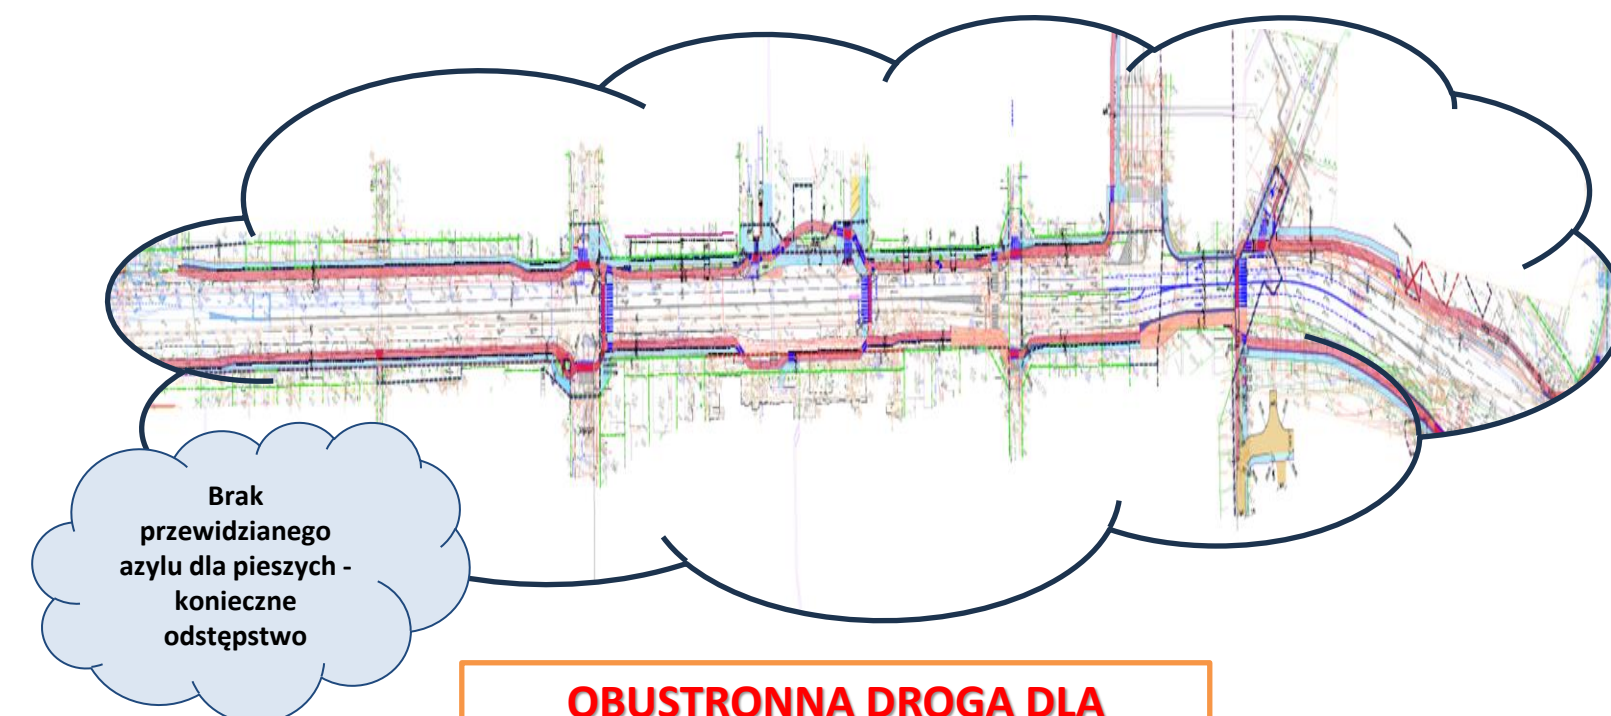 Brak
przewidzianego
azylu dla pieszych -
konieczne
odstępstwo
OBUSTRONNA DROGA DLA